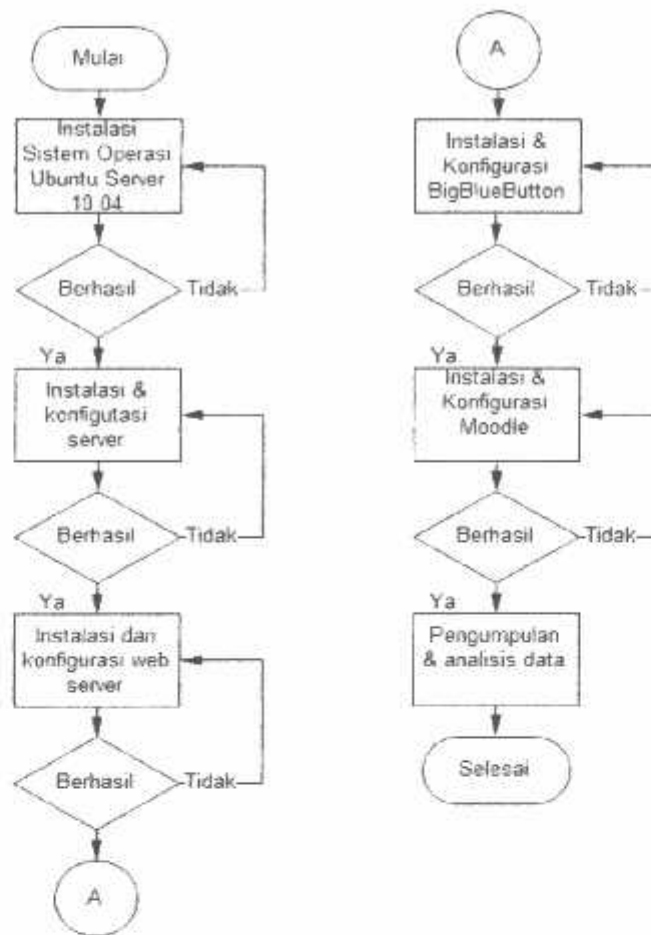 Mulai
Instalasi
Sistem Operasi
Ubuntu Server
10.04
Berhasil
Tidak
Ya
Instalasi &
konfigutasi
server
Berhasil
Tidak
Ya
Instalasi dan
konfigurasi web
server
Berhasil
Tidak
A
A
Instalasi &
Konfigurasi
BigBlueButton
Berhasil
Tidak
Ya
Instalasi &
Konfigurasi
Moodle
Berhasil
Tidak
Ya
Pengumpulan
& analisis data
Selesai